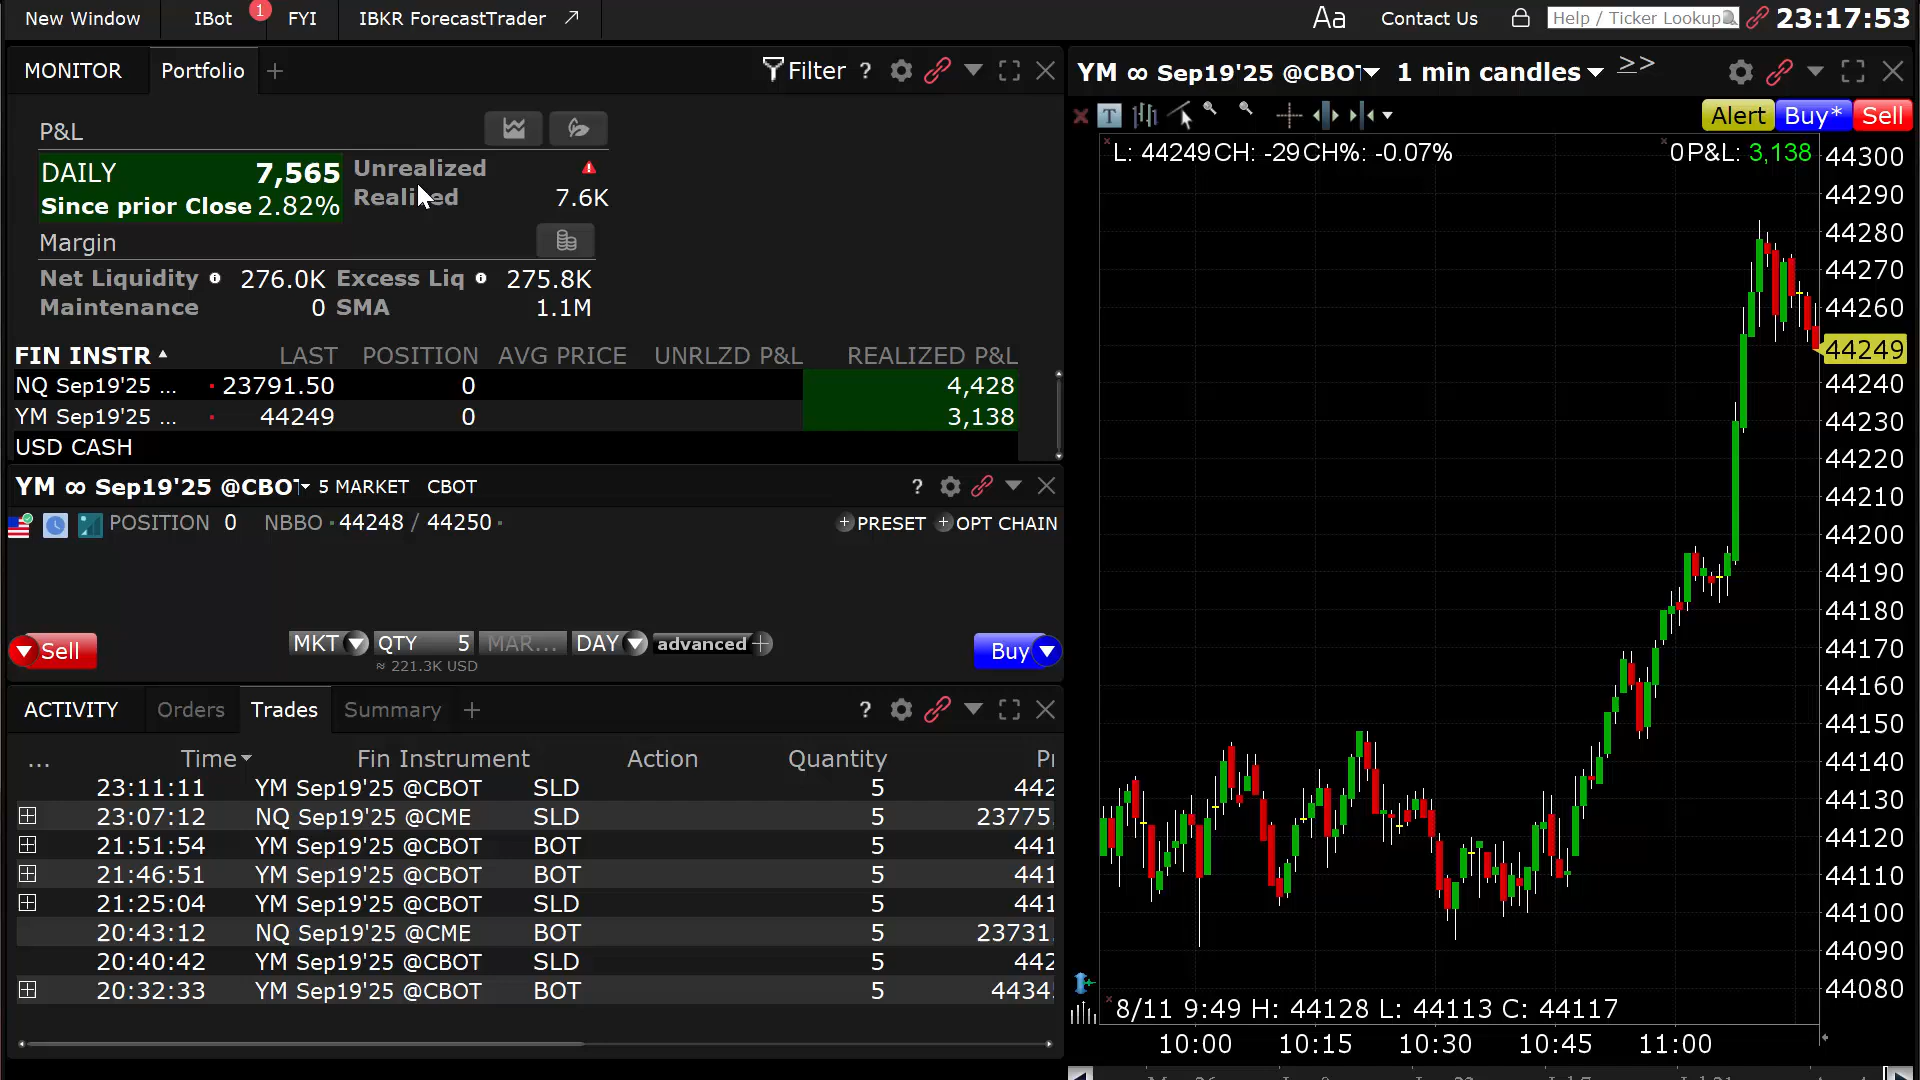 New Window IBot 1 FYI IBKR ForecastTrader Aa Contact Us Help / Ticker Lookup 23:17:53
MONITOR Portfolio + Filter ?
P&L
DAILY 7,565 Unrealized
Since prior Close 2.82% Realized 7.6K
Margin
Net Liquidity 276.0K Excess Liq 275.8K
Maintenance 0 SMA 1.1M
FIN INSTR LAST POSITION AVG PRICE UNRLZD P&L REALIZED P&L
NQ Sep19'25 ... 23791.50 0 4,428
YM Sep19'25 ... 44249 0 3,138
USD CASH
YM ∞ Sep19'25 @CBOT 5 MARKET CBOT ?
POSITION 0 NBBO 44248 / 44250 + PRESET + OPT CHAIN
Sell MKT QTY 5 MAR... DAY advanced + Buy
≈ 221.3K USD
ACTIVITY Orders Trades Summary + ?
... Time Fin Instrument Action Quantity
23:11:11 YM Sep19'25 @CBOT SLD 5 442
23:07:12 NQ Sep19'25 @CME SLD 5 23775.
21:51:54 YM Sep19'25 @CBOT BOT 5 441
21:46:51 YM Sep19'25 @CBOT BOT 5 441
21:25:04 YM Sep19'25 @CBOT SLD 5 441
20:43:12 NQ Sep19'25 @CME BOT 5 23731.
20:40:42 YM Sep19'25 @CBOT SLD 5 442
20:32:33 YM Sep19'25 @CBOT BOT 5 4434
YM ∞ Sep19'25 @CBOT 1 min candles >>
T Alert Buy* Sell
L: 44249 CH: -29 CH%: -0.07% 0 P&L: 3,138
44300
44290
44280
44270
44260
44249
44240
44230
44220
44210
44200
44190
44180
44170
44160
44150
44140
44130
44120
44110
44100
44090
44080
8/11 9:49 H: 44128 L: 44113 C: 44117
10:00 10:15 10:30 10:45 11:00